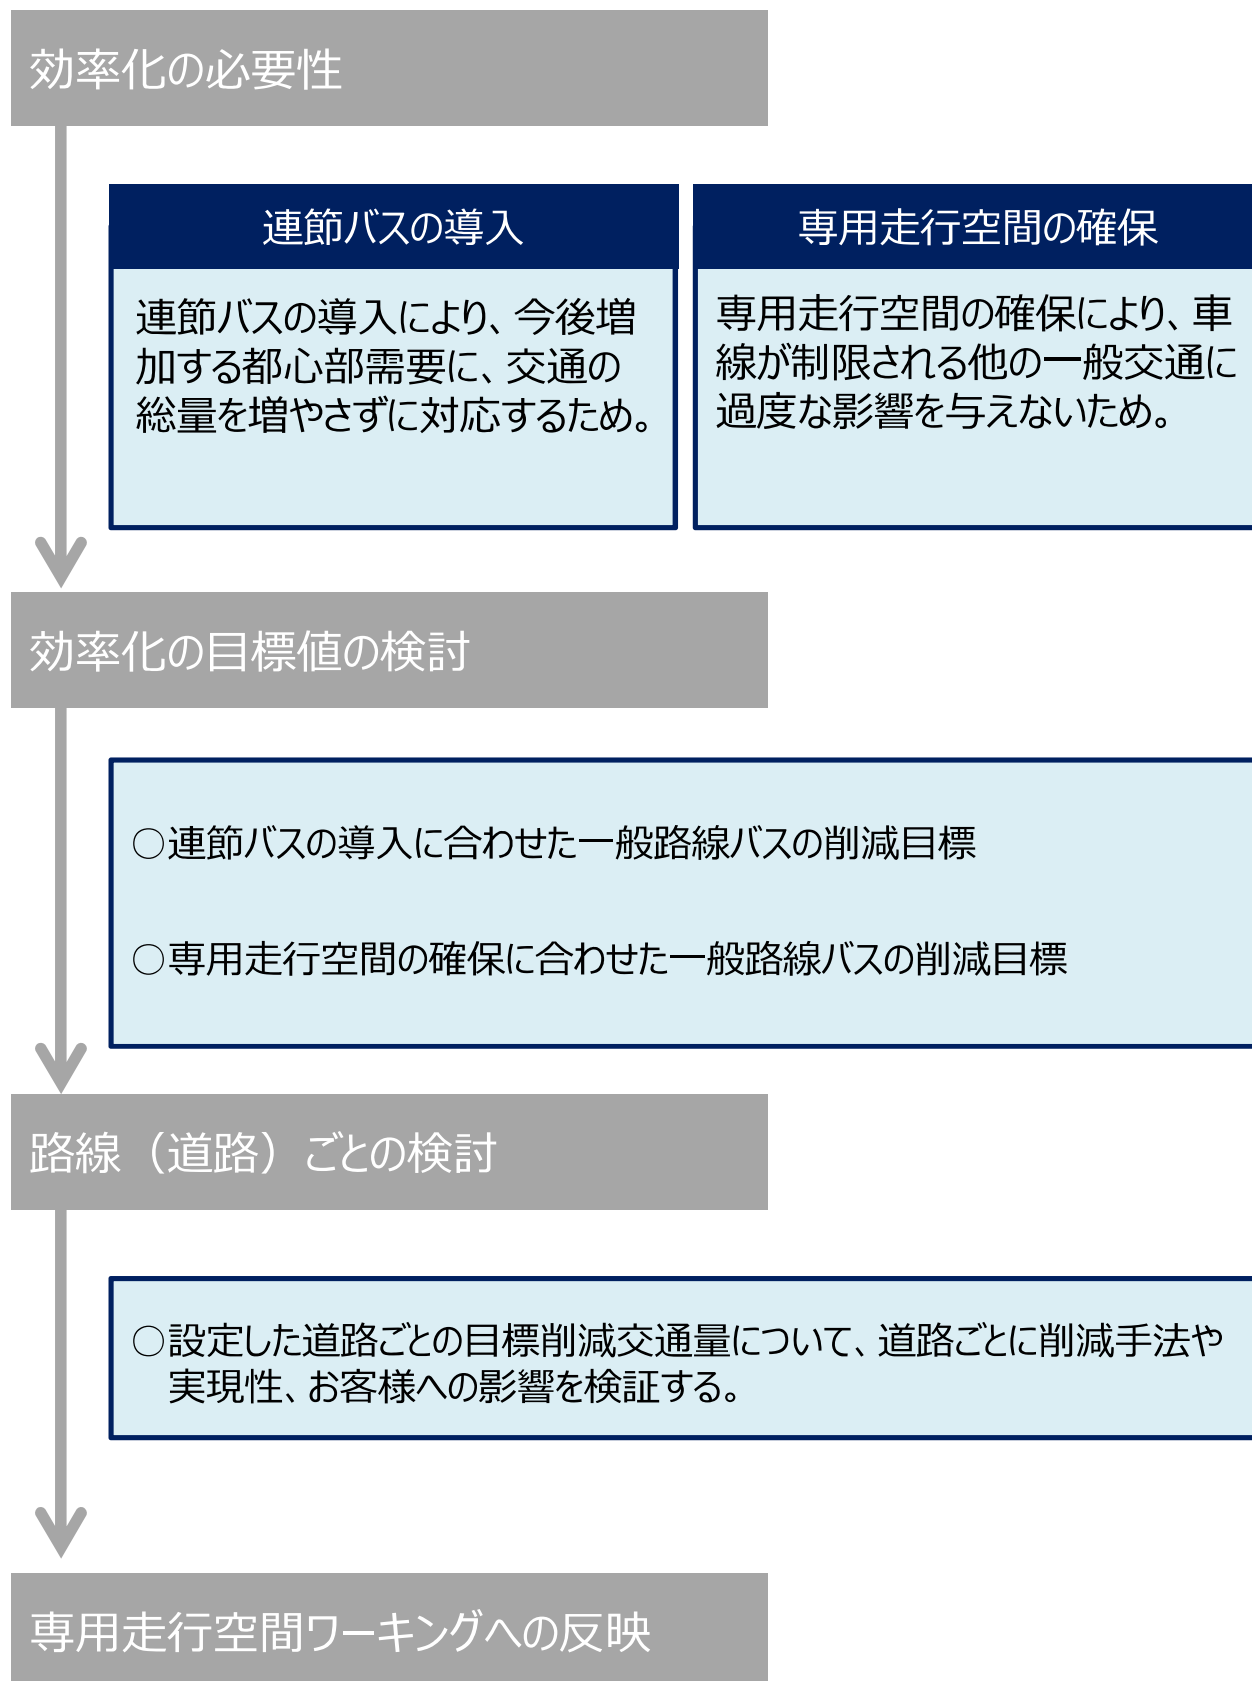 効率化の必要性
連節バスの導入
連節バスの導入により、今後増
加する都心部需要に、交通の
総量を増やさずに対応するため。
専用走行空間の確保
専用走行空間の確保により、車
線が制限される他の一般交通に
過度な影響を与えないため。
効率化の目標値の検討
○連節バスの導入に合わせた一般路線バスの削減目標
○専用走行空間の確保に合わせた一般路線バスの削減目標
路線（道路）ごとの検討
○設定した道路ごとの目標削減交通量について、道路ごとに削減手法や
実現性、お客様への影響を検証する。
専用走行空間ワーキングへの反映